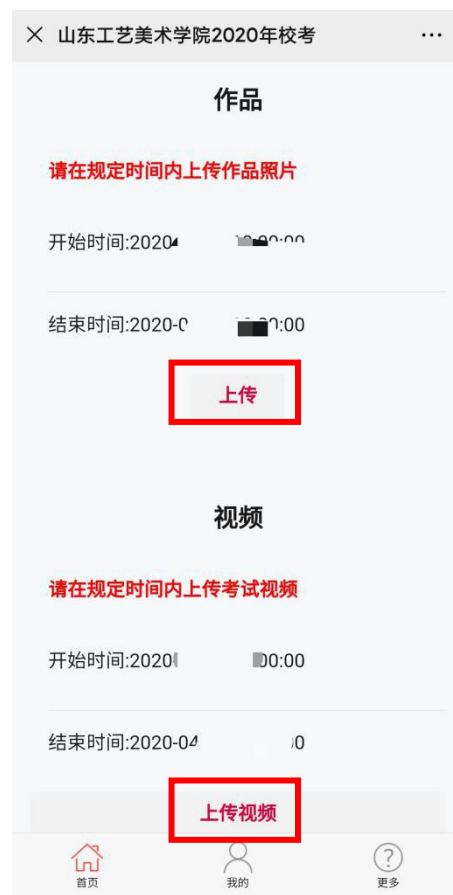 山东工艺美术学院2020年校考
作品
请在规定时间内上传作品照片
开始时间:2020
结束时间:2020-0 :00
上传
视频
请在规定时间内上传考试视频
开始时间:2020 00:00
结束时间:2020-04 0
上传视频
首页 我的 更多